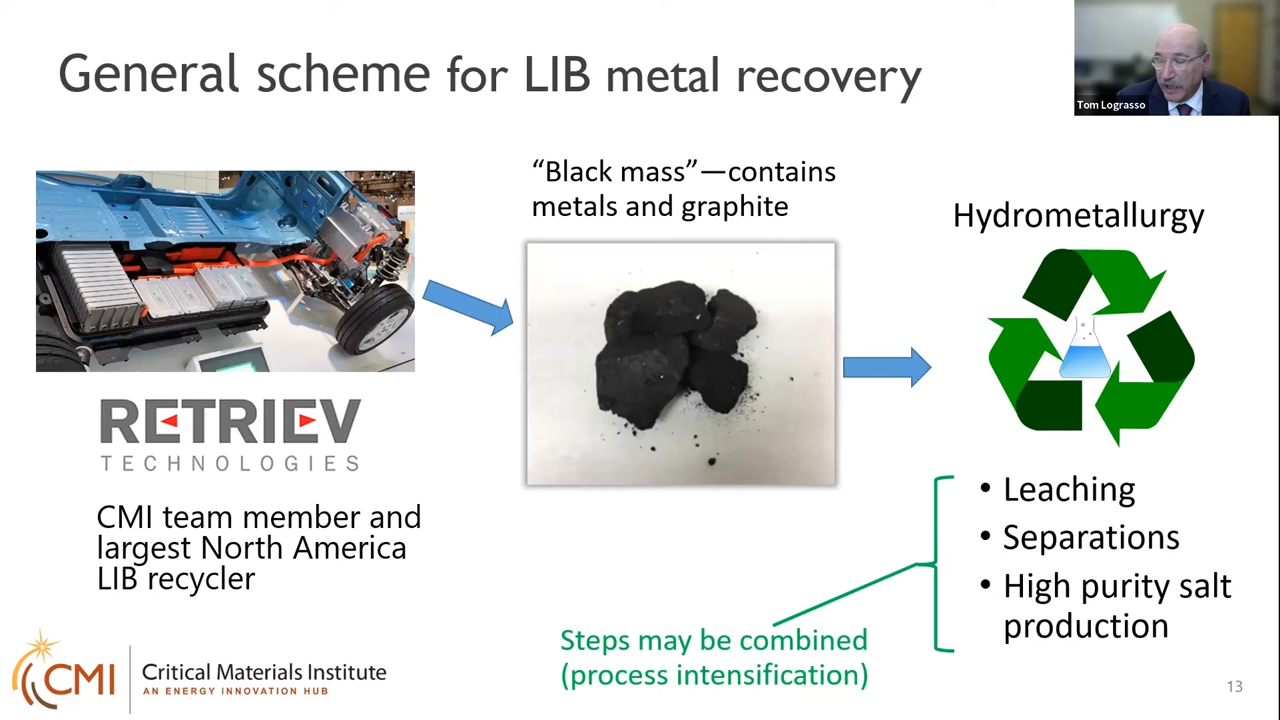 General scheme for LIB metal recovery
Tom Lograsso
“Black mass”—contains
metals and graphite
Hydrometallurgy
RETRIEV
TECHNOLOGIES
CMI team member and
largest North America
LIB recycler
• Leaching
• Separations
• High purity salt
production
Steps may be combined
(process intensification)
CMI
Critical Materials Institute
AN ENERGY INNOVATION HUB
13